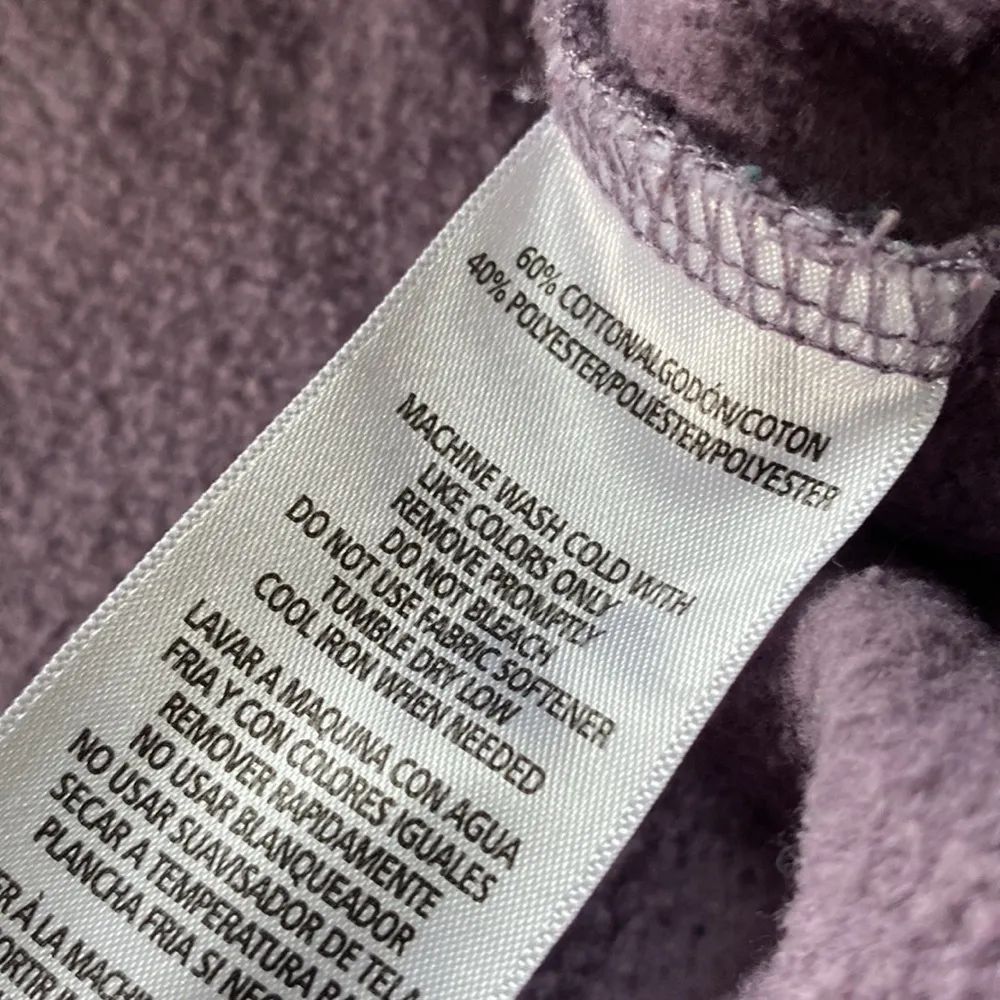 60% COTTON/ALGODÓN/COTON
40% POLYESTER/POLIÉSTER/POLYESTER
MACHINE WASH COLD WITH
LIKE COLORS ONLY
REMOVE PROMPTLY
DO NOT BLEACH
DO NOT USE FABRIC SOFTENER
TUMBLE DRY LOW
COOL IRON WHEN NEEDED
LAVAR A MAQUINA CON AGUA
FRIA Y CON COLORES IGUALES
REMOVER RAPIDAMENTE
NO USAR BLANQUEADOR
NO USAR SUAVISADOR DE TELA
SECAR A TEMPERATURA
PLANCHA FRIA SI
À LA